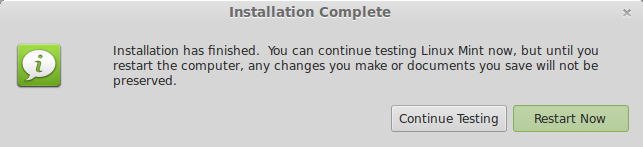 Installation Complete
Installation has finished.  You can continue testing Linux Mint now, but until you
restart the computer, any changes you make or documents you save will not be
preserved.
Continue Testing
Restart Now